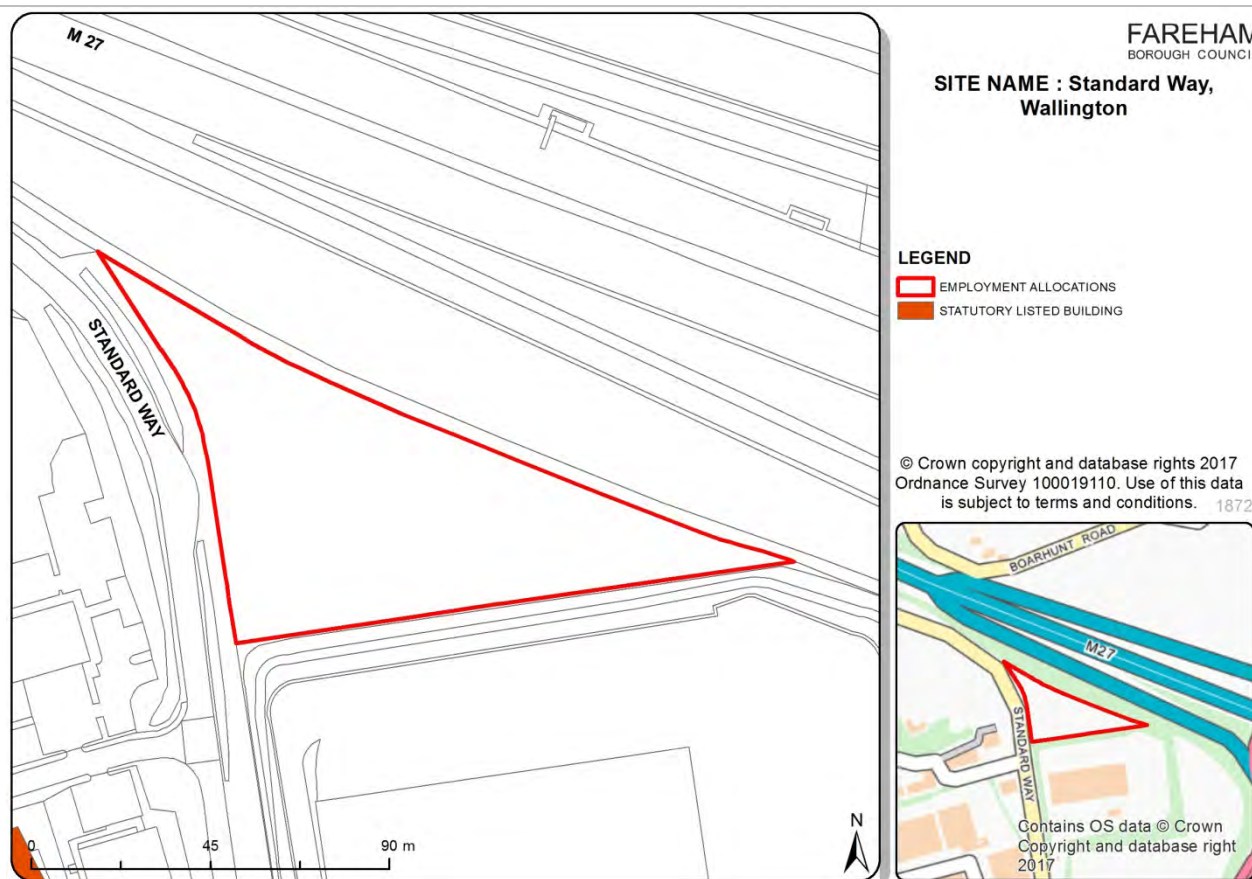 M 27
STANDARD WAY
0
45
90 m
N
FAREHAM
BOROUGH COUNCIL
SITE NAME : Standard Way,
Wallington
LEGEND
EMPLOYMENT ALLOCATIONS
STATUTORY LISTED BUILDING
© Crown copyright and database rights 2017
Ordnance Survey 100019110. Use of this data
is subject to terms and conditions.
1872
BOARHUNT ROAD
M27
STANDARD WAY
Contains OS data © Crown
Copyright and database right
2017